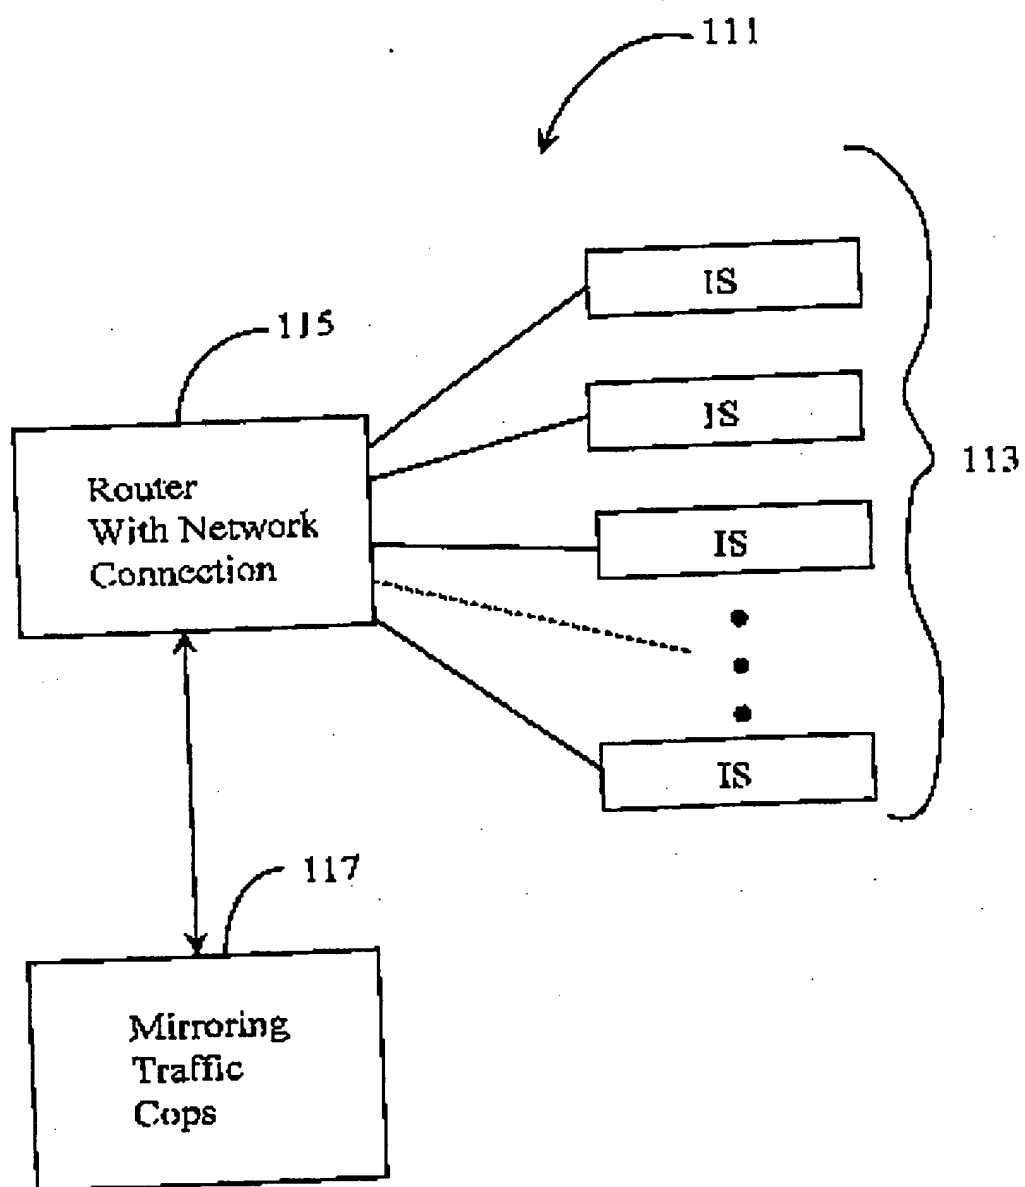 111
IS
115
IS
113
Router
With Network
Connection
IS
IS
117
Mirroring
Traffic
Cops